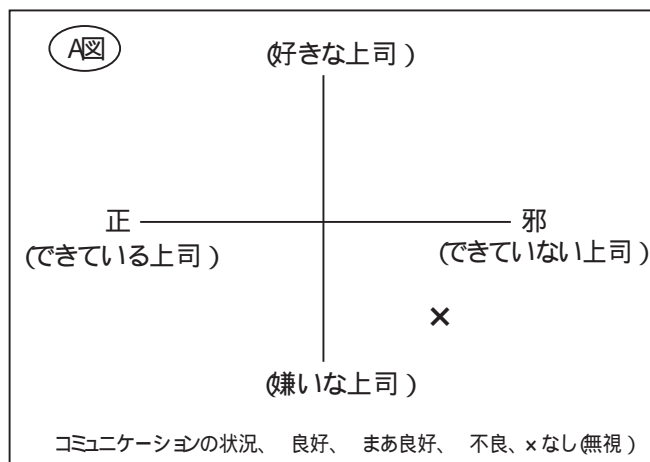 A図
(好きな上司)
正
邪
(できている上司)
(できていない上司)
×
(嫌いな上司)
コミュニケーションの状況、 良好、 まあ良好、 不良、×なし(無視)